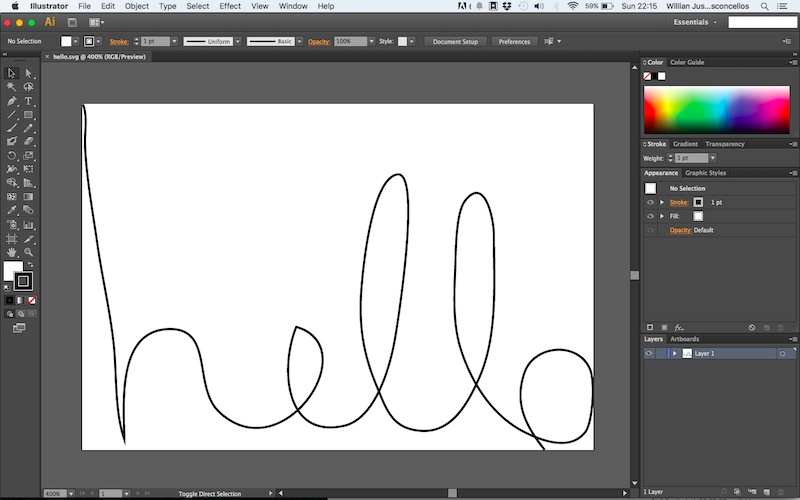 Illustrator File Edit Object Type Select Effect View Window Help 4 59% Sun 22:15 Willian Jus...sconcellos
Ai Essentials
No Selection Stroke: 1 pt Uniform Basic Opacity: 100% Style: Document Setup Preferences
hello.svg @ 400% (RGB/Preview)
Color Color Guide
Stroke Gradient Transparency
Weight: 1 pt
Appearance Graphic Styles
No Selection
Stroke: 1 pt
Fill:
Opacity: Default
hello
Layers Artboards
Layer 1
400% 1 Toggle Direct Selection 1 Layer